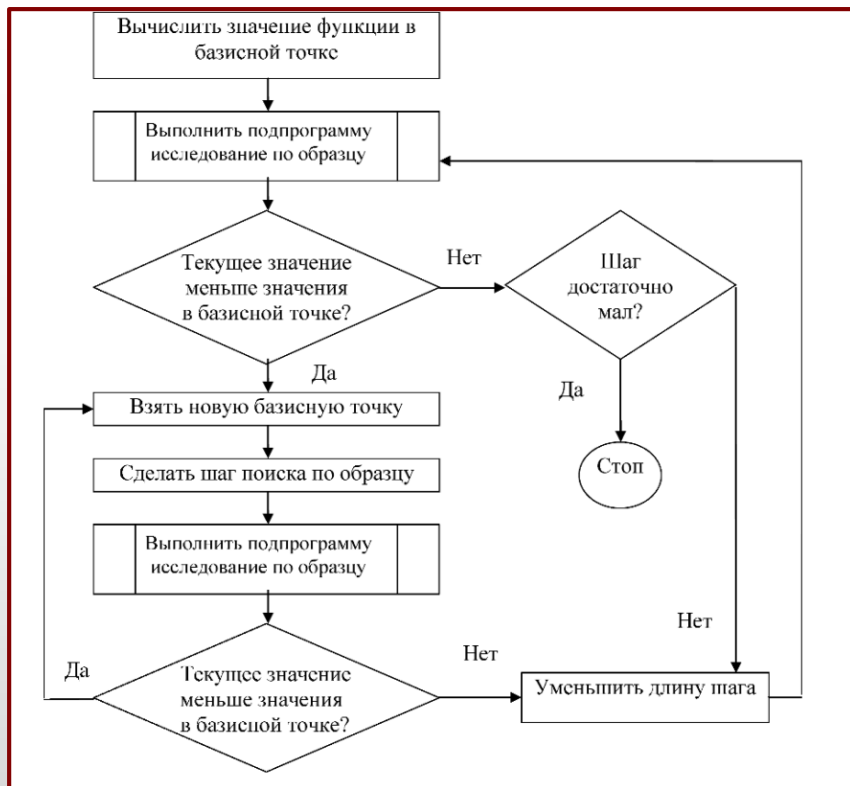 Вычислить значение функции в
базисной точке
Выполнить подпрограмму
исследование по образцу
Текущее значение
меньше значения
в базисной точке?
Нет
Шаг
достаточно
мал?
Да
Да
Взять новую базисную точку
Стоп
Сделать шаг поиска по образцу
Выполнить подпрограмму
исследование по образцу
Нет
Да
Нет
Текущее значение
меньше значения
в базисной точке?
Уменьшить длину шага